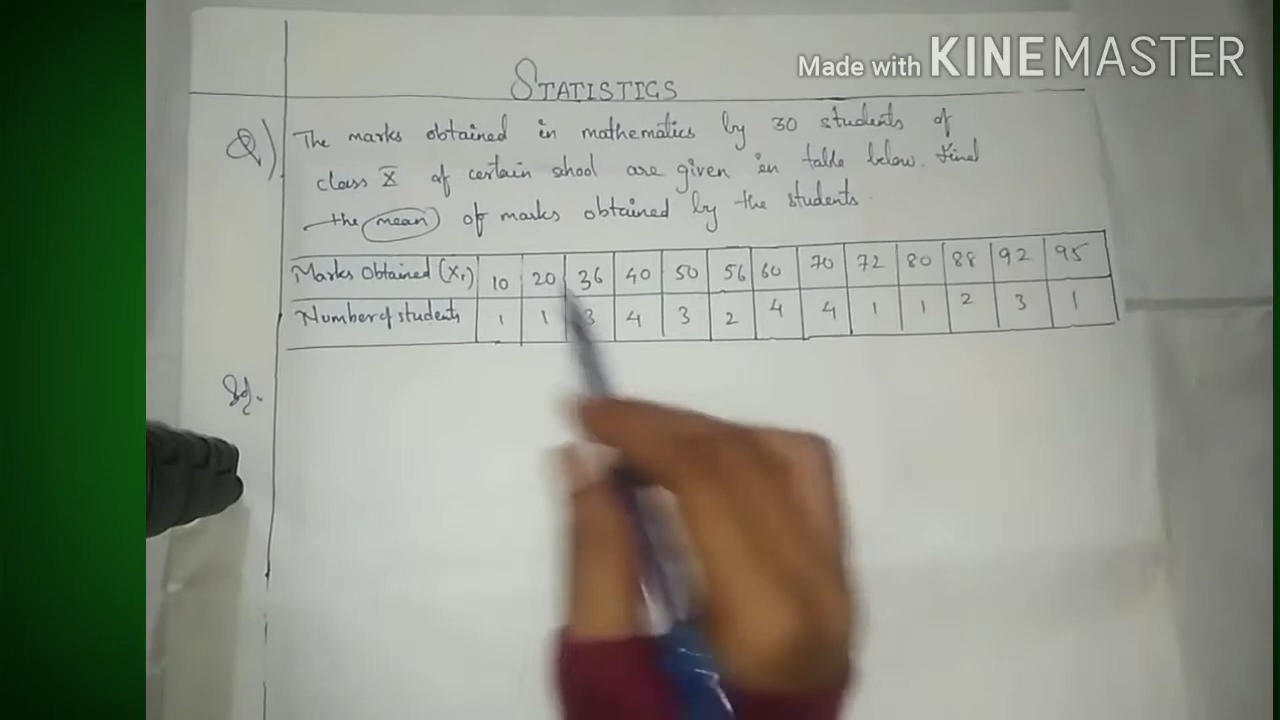 Made with KINEMASTER
STATISTICS
Q) The marks obtained in mathematics by 30 students of
class X of certain school are given in table below. Find
the mean of marks obtained by the students.
Marks Obtained (Xi) 10 20 36 40 50 56 60 70 72 80 88 92 95
Number of students 1 1 3 4 3 2 4 4 1 1 2 3 1
Sol.